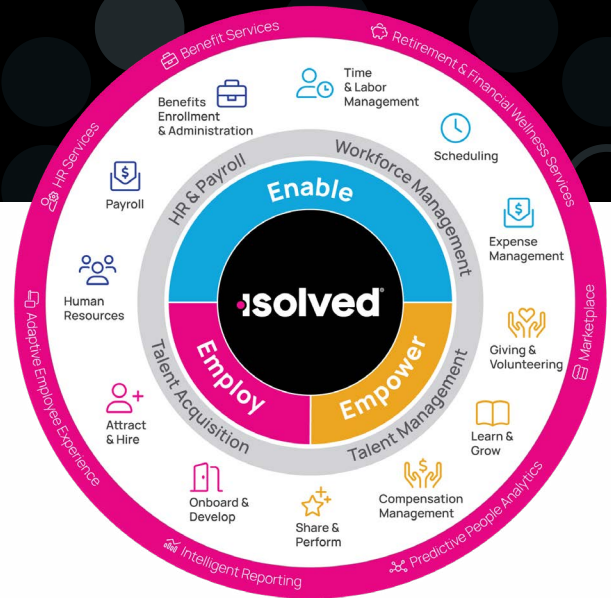 Benefit Services
Retirement & Financial Wellness Services
HR Services
Marketplace
Adaptive Employee Experience
Intelligent Reporting
Predictive People Analytics
Time
& Labor
Management
Benefits
Enrollment
& Administration
Scheduling
Payroll
Expense
Management
Human
Resources
Giving &
Volunteering
Attract
& Hire
Learn &
Grow
Onboard &
Develop
Share &
Perform
Compensation
Management
HR & Payroll
Workforce Management
Talent Acquisition
Talent Management
Enable
Employ
Empower
isolved®